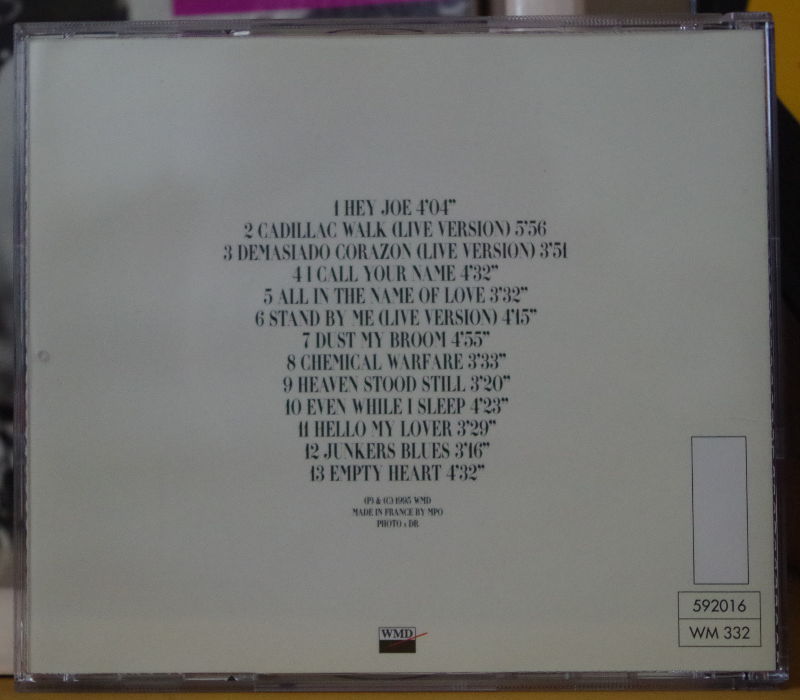 1 HEY JOE 4'04"
2 CADILLAC WALK (LIVE VERSION) 5'56
3 DEMASIADO CORAZON (LIVE VERSION) 3'51
4 I CALL YOUR NAME 4'32"
5 ALL IN THE NAME OF LOVE 3'32"
6 STAND BY ME (LIVE VERSION) 4'15"
7 DUST MY BROOM 4'55"
8 CHEMICAL WARFARE 3'33"
9 HEAVEN STOOD STILL 3'20"
10 EVEN WHILE I SLEEP 4'23"
11 HELLO MY LOVER 3'29"
12 JUNKERS BLUES 3'16"
13 EMPTY HEART 4'32"
(P) & (C) 1995 WMD
MADE IN FRANCE BY MPO
PHOTO : DR
WMD
592016
WM 332